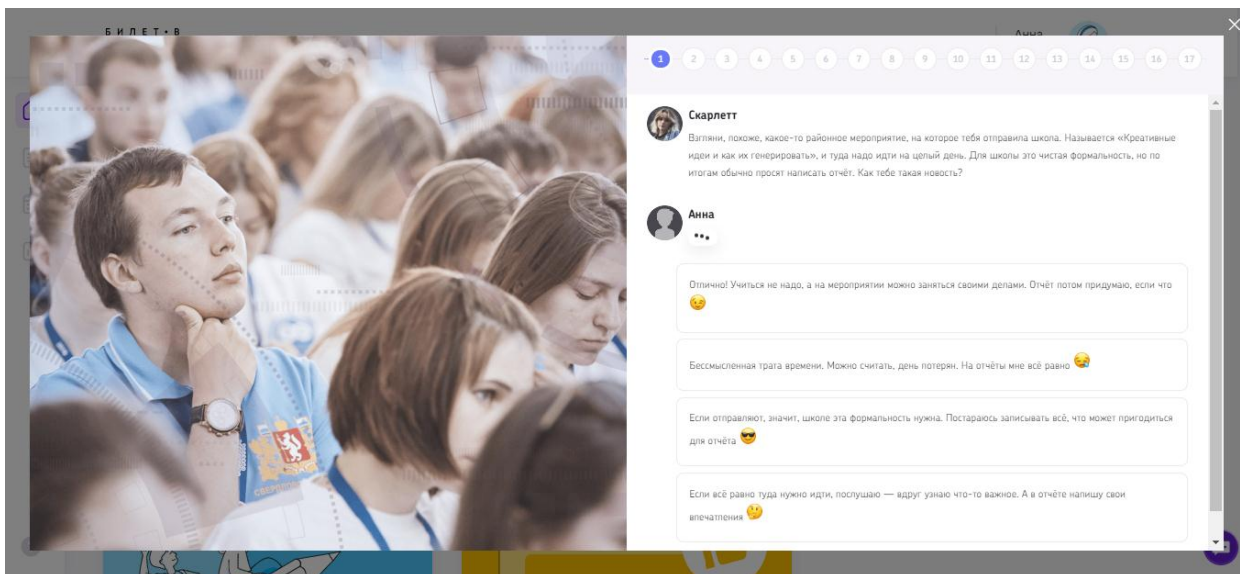 БИЛЕТ • В
Анна
1 2 3 4 5 6 7 8 9 10 11 12 13 14 15 16 17
Скарлетт
Взгляни, похоже, какое-то районное мероприятие, на которое тебя отправила школа. Называется «Креативные
идеи и как их генерировать», и туда надо идти на целый день. Для школы это чистая формальность, но по
итогам обычно просят написать отчёт. Как тебе такая новость?
Анна
Отлично! Учиться не надо, а на мероприятии можно заняться своими делами. Отчёт потом придумаю, если что
😉
Бессмысленная трата времени. Можно считать, день потерян. На отчёты мне всё равно 😪
Если отправляют, значит, школе эта формальность нужна. Постараюсь записывать всё, что может пригодиться
для отчёта 😎
Если всё равно туда нужно идти, послушаю — вдруг узнаю что-то важное. А в отчёте напишу свои
впечатления 🤔